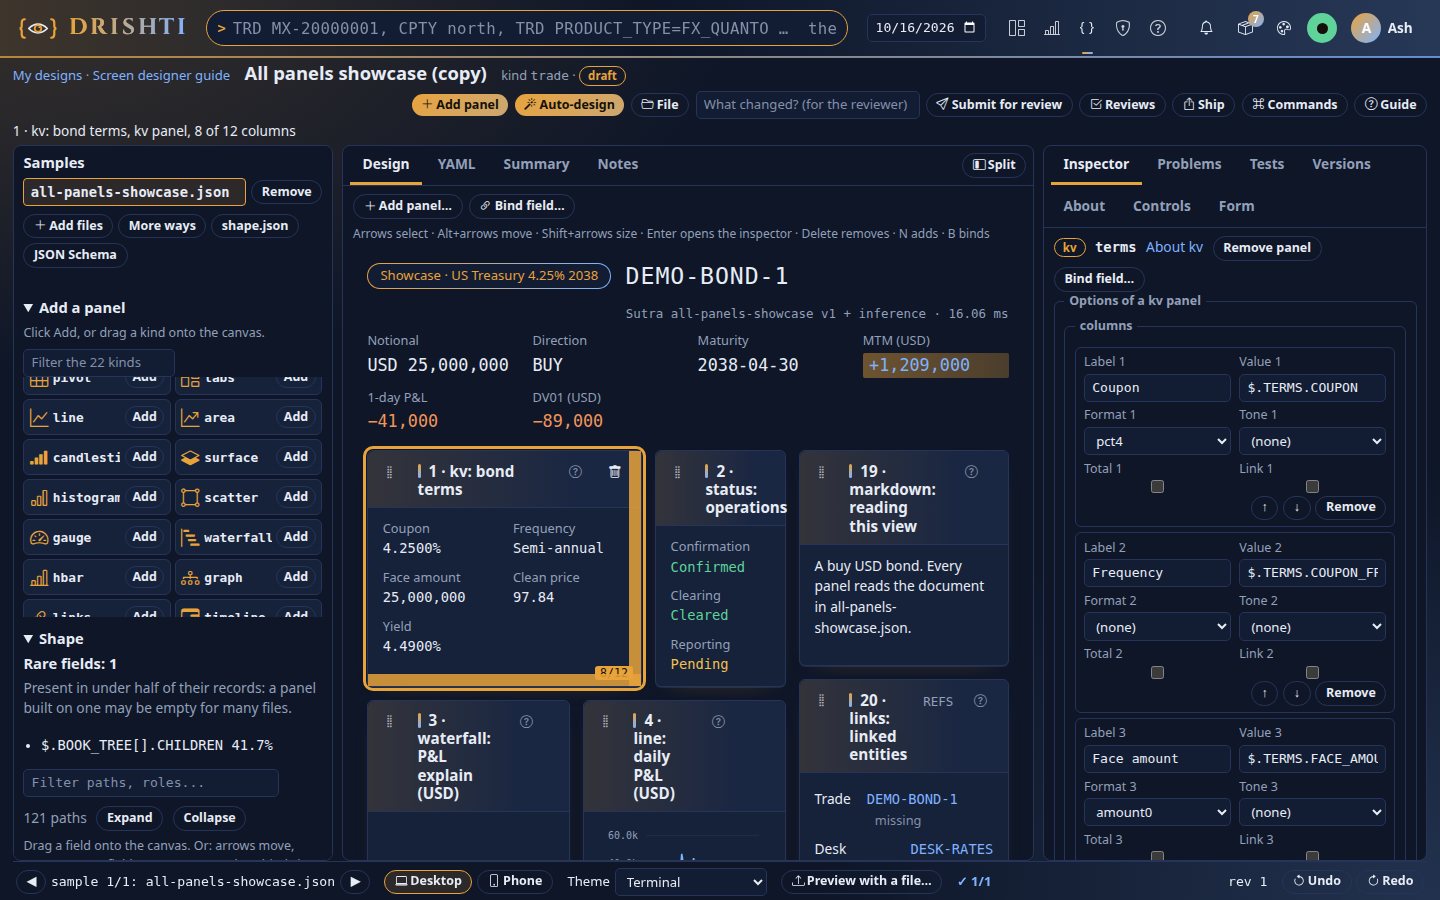 DRISHTI
> TRD MX-20000001, CPTY north, TRD PRODUCT_TYPE=FX_QUANTO … the
10/16/2026
7
A Ash
My designs · Screen designer guide All panels showcase (copy) kind trade · draft
Add panel Auto-design File What changed? (for the reviewer) Submit for review Reviews Ship Commands Guide
1 · kv: bond terms, kv panel, 8 of 12 columns
Samples
all-panels-showcase.json Remove
Add files More ways shape.json
JSON Schema
▼ Add a panel
Click Add, or drag a kind onto the canvas.
Filter the 22 kinds
pivot Add tabs Add
line Add area Add
candlesti Add surface Add
histogram Add scatter Add
gauge Add waterfall Add
hbar Add graph Add
links Add timeline Add
▼ Shape
Rare fields: 1
Present in under half of their records: a panel
built on one may be empty for many files.
• $.BOOK_TREE[].CHILDREN 41.7%
Filter paths, roles...
121 paths Expand Collapse
Drag a field onto the canvas. Or: arrows move,
Design YAML Summary Notes Split
Add panel... Bind field...
Arrows select · Alt+arrows move · Shift+arrows size · Enter opens the inspector · Delete removes · N adds · B binds
Showcase · US Treasury 4.25% 2038 DEMO-BOND-1
Sutra all-panels-showcase v1 + inference · 16.06 ms
Notional Direction Maturity MTM (USD)
USD 25,000,000 BUY 2038-04-30 +1,209,000
1-day P&L DV01 (USD)
−41,000 −89,000
1 · kv: bond
terms
Coupon Frequency
4.2500% Semi-annual
Face amount Clean price
25,000,000 97.84
Yield
4.4900%
8/12
2 ·
status:
operations
Confirmation
Confirmed
Clearing
Cleared
Reporting
Pending
19 ·
markdown:
reading
this view
A buy USD bond. Every
panel reads the document
in all-panels-
showcase.json.
3 ·
waterfall:
P&L
explain
(USD)
4 ·
line:
daily
P&L
(USD)
60.0k
20 · REFS
links:
linked
entities
Trade DEMO-BOND-1
missing
Desk DESK-RATES
Inspector Problems Tests Versions
About Controls Form
kv terms About kv Remove panel
Bind field...
Options of a kv panel
columns
Label 1 Value 1
Coupon $.TERMS.COUPON
Format 1 Tone 1
pct4 (none)
Total 1 Link 1
↑ ↓ Remove
Label 2 Value 2
Frequency $.TERMS.COUPON_FR
Format 2 Tone 2
(none) (none)
Total 2 Link 2
↑ ↓ Remove
Label 3 Value 3
Face amount $.TERMS.FACE_AMOU
Format 3 Tone 3
amount0 (none)
Total 3 Link 3
◀ sample 1/1: all-panels-showcase.json ▶ Desktop Phone Theme Terminal Preview with a file... ✓ 1/1 rev 1 Undo Redo